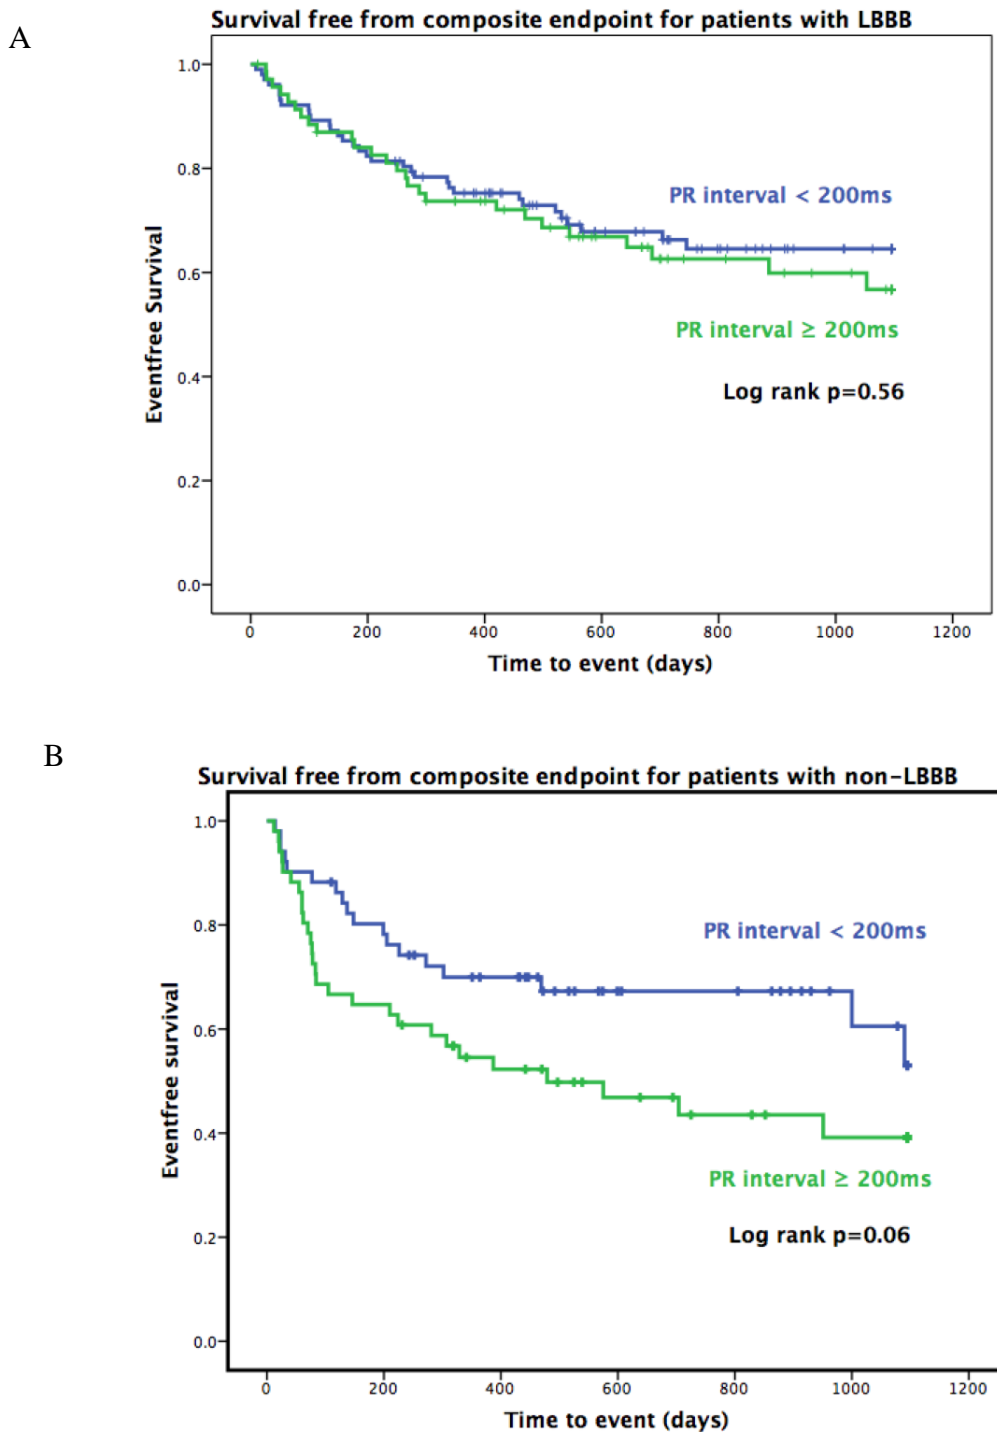 A
Survival free from composite endpoint for patients with LBBB
1.0
0.8
0.6
0.4
0.2
0.0
Eventfree Survival
PR interval < 200ms
PR interval ≥ 200ms
Log rank p=0.56
0 200 400 600 800 1000 1200
Time to event (days)
B
Survival free from composite endpoint for patients with non-LBBB
1.0
0.8
0.6
0.4
0.2
0.0
Eventfree survival
PR interval < 200ms
PR interval ≥ 200ms
Log rank p=0.06
0 200 400 600 800 1000 1200
Time to event (days)